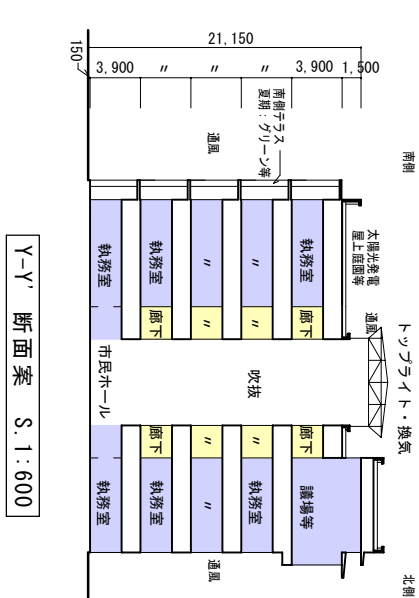 南側
北側
トップライト・換気
太陽光発電
屋上庭園等
通風
21,150
1,500
3,900
〃
〃
〃
3,900
150
南側テラス
夏期：グリーン等
通風
通風
執務室
廊下
吹抜
廊下
議場等
〃
〃
〃
執務室
〃
〃
〃
〃
執務室
廊下
廊下
執務室
執務室
市民ホール
執務室
Y-Y' 断面案 S.1:600